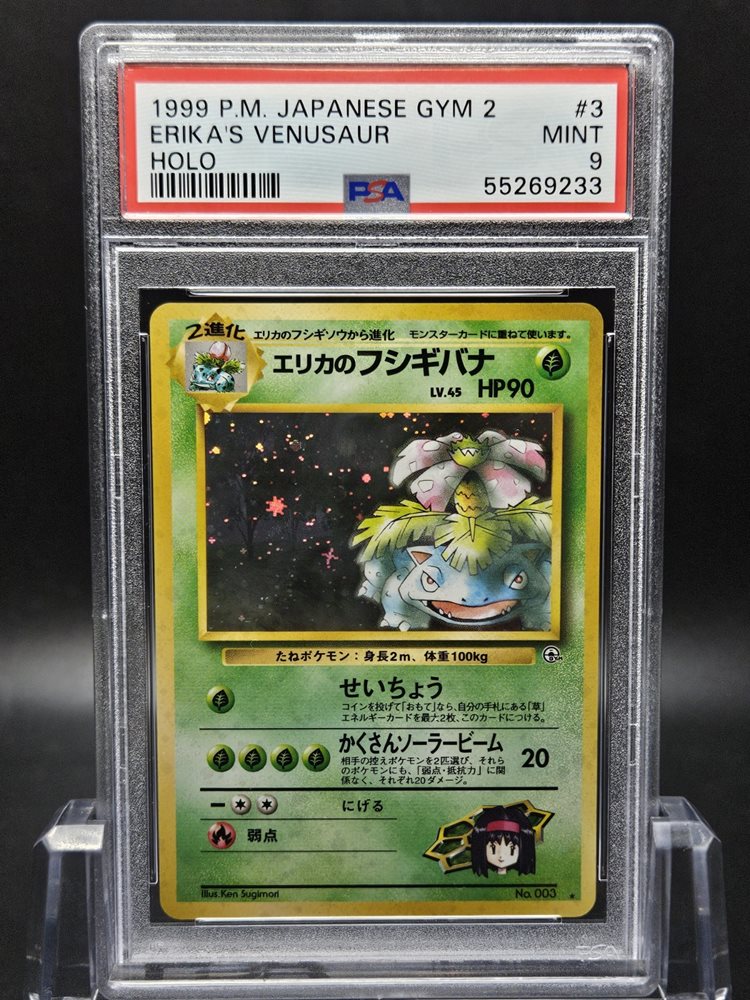 1999 P.M. JAPANESE GYM 2 #3
ERIKA'S VENUSAUR MINT
HOLO 9
PSA 55269233
2進化 エリカのフシギソウから進化 モンスターカードに重ねて使います。
エリカのフシギバナ
LV.45 HP90
たねポケモン：身長2m、体重100kg
せいちょう
コインを投げて「おもて」なら、自分の手札にある「草」
エネルギーカードを最大2枚、このカードにつける。
かくさんソーラービーム 20
相手の控えポケモンを2匹選び、それら
のポケモンにも、「弱点・抵抗力」に関
係なく、それぞれ20ダメージ。
ー にげる
弱点
Illus.Ken Sugimori No. 003 ★
PSA